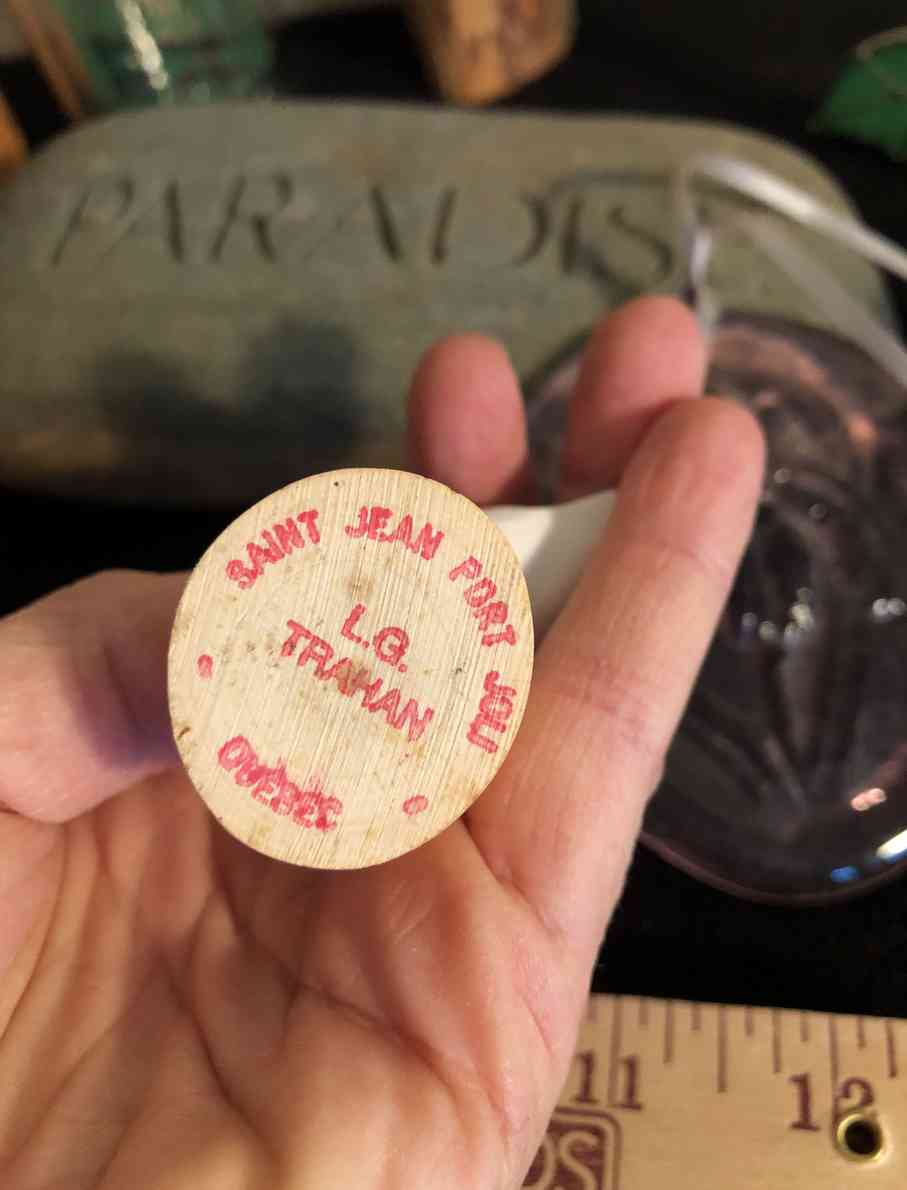 PARADIS
SAINT JEAN PORT JOLI
L.G.
TRAHAN
QUÉBEC
11
12